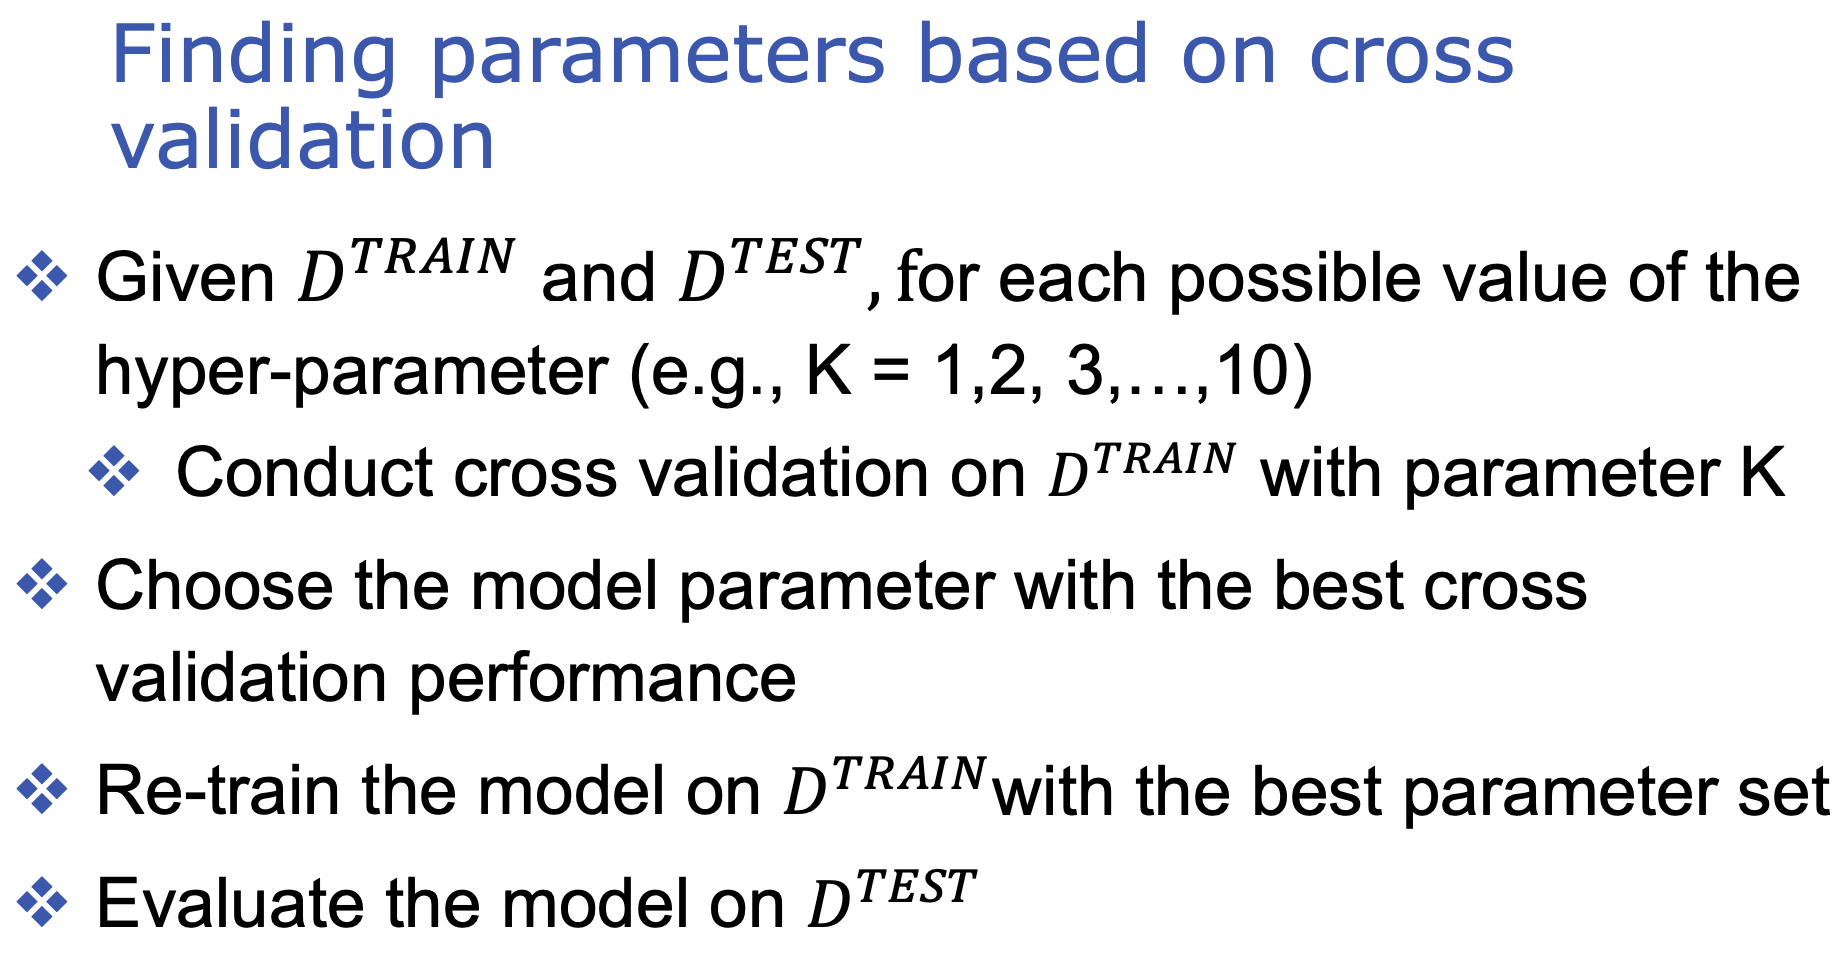 Finding parameters based on cross
validation
❖ Given D^TRAIN and D^TEST, for each possible value of the
hyper-parameter (e.g., K = 1,2, 3,…,10)
❖ Conduct cross validation on D^TRAIN with parameter K
❖ Choose the model parameter with the best cross
validation performance
❖ Re-train the model on D^TRAIN with the best parameter set
❖ Evaluate the model on D^TEST